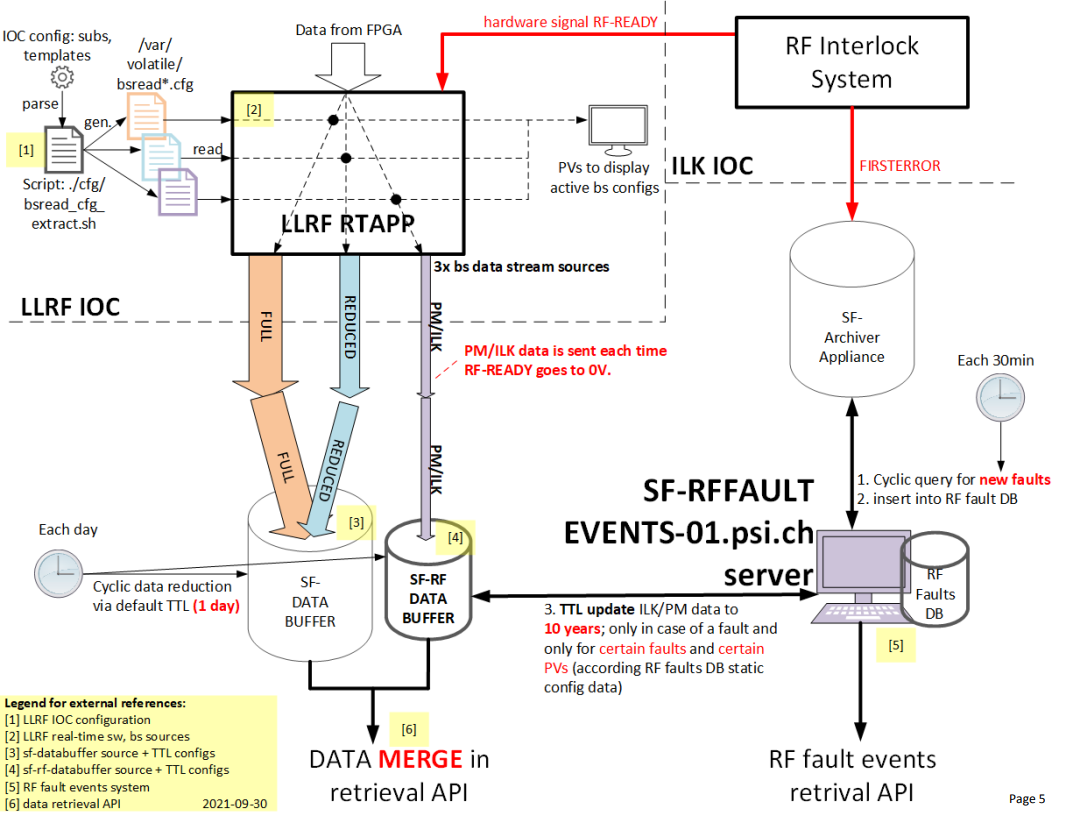 IOC config: subs,
templates
parse
/var/
volatile/
bsread*.cfg
gen.
read
[1]
Script: ./cfg/
bsread_cfg_
extract.sh
Data from FPGA
[2]
LLRF RTAPP
hardware signal RF-READY
RF Interlock
System
PVs to display
active bs configs
ILK IOC
FIRSTERROR
3x bs data stream sources
LLRF IOC
FULL
REDUCED
PM/ILK
PM/ILK data is sent each time
RF-READY goes to 0V.
SF-
Archiver
Appliance
Each 30min
FULL
REDUCED
PM/ILK
1. Cyclic query for new faults
2. insert into RF fault DB
SF-RFFAULT
EVENTS-01.psi.ch
server
RF
Faults
DB
[5]
Each day
Cyclic data reduction
via default TTL (1 day)
[3]
SF-
DATA
BUFFER
[4]
SF-RF
DATA
BUFFER
3. TTL update ILK/PM data to
10 years; only in case of a fault and
only for certain faults and certain
PVs (according RF faults DB static
config data)
[6]
DATA MERGE in
retrieval API
RF fault events
retrival API
Legend for external references:
[1] LLRF IOC configuration
[2] LLRF real-time sw, bs sources
[3] sf-databuffer source + TTL configs
[4] sf-rf-databuffer source + TTL configs
[5] RF fault events system
[6] data retrieval API 2021-09-30
Page 5